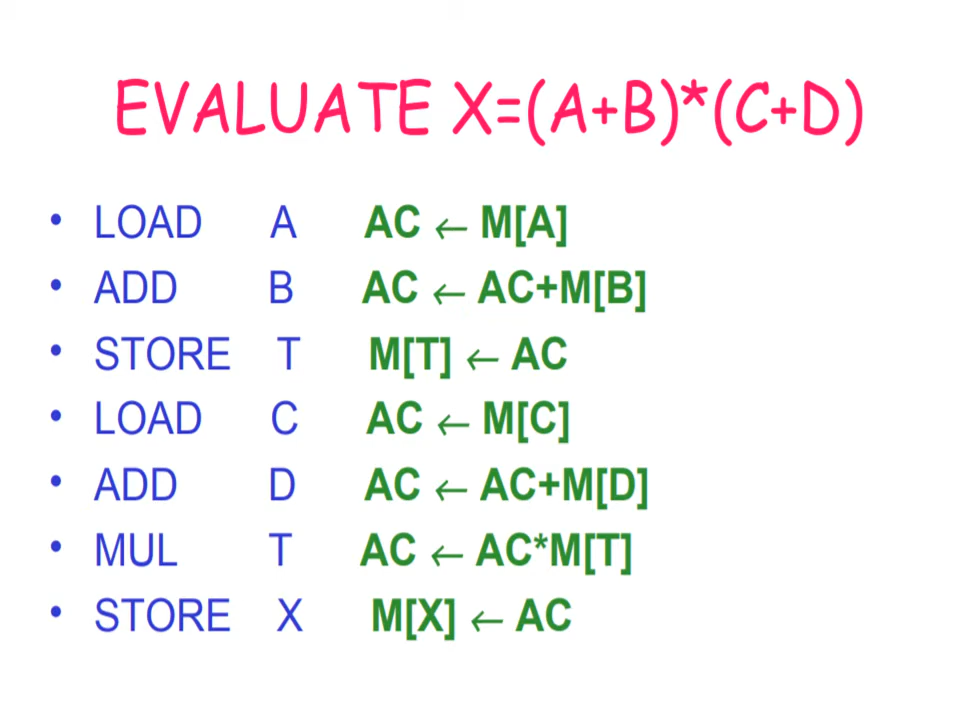 EVALUATE X=(A+B)*(C+D)
• LOAD A AC ← M[A]
• ADD B AC ← AC+M[B]
• STORE T M[T] ← AC
• LOAD C AC ← M[C]
• ADD D AC ← AC+M[D]
• MUL T AC ← AC*M[T]
• STORE X M[X] ← AC